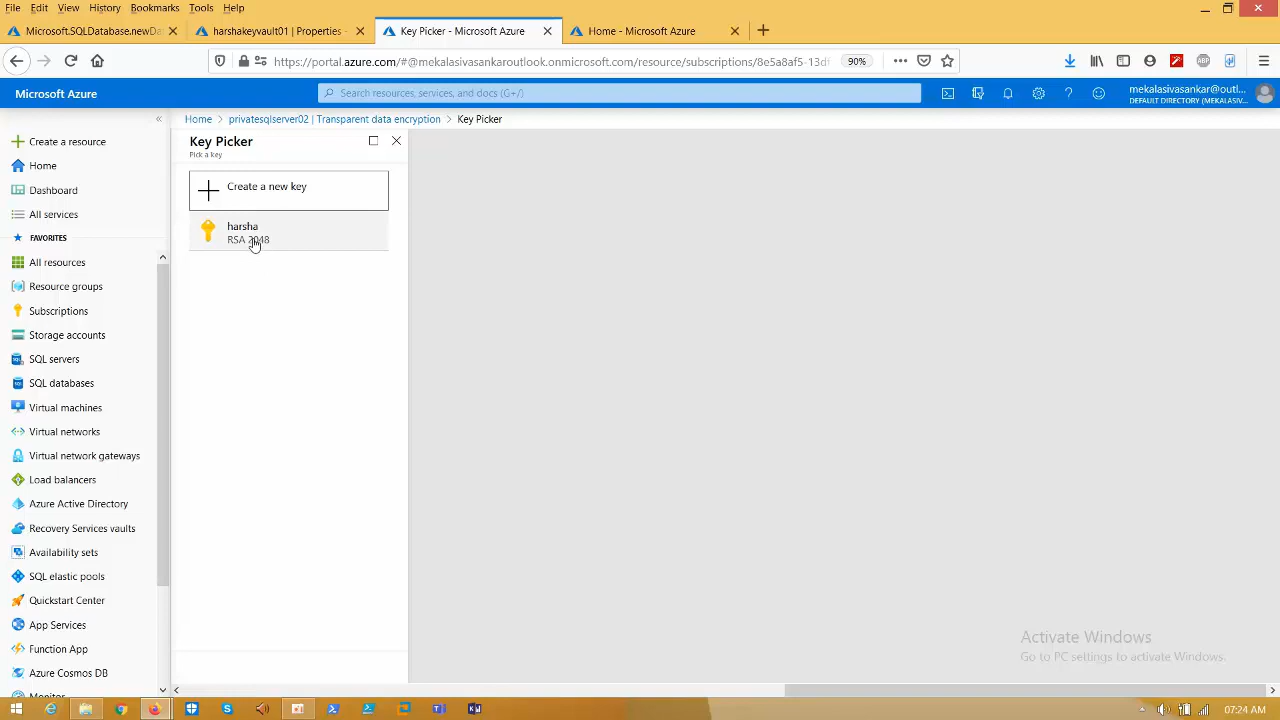 File Edit View History Bookmarks Tools Help
Microsoft.SQLDatabase.newDa
harshakeyvault01 | Properties -
Key Picker - Microsoft Azure
Home - Microsoft Azure
https://portal.azure.com/#@mekalasivasankaroutlook.onmicrosoft.com/resource/subscriptions/8e5a8af5-13df
90%
Microsoft Azure
Search resources, services, and docs (G+/)
mekalasivasankar@outl...
DEFAULT DIRECTORY (MEKALASIV...
Home > privatesqlserver02 | Transparent data encryption > Key Picker
Create a resource
Home
Dashboard
All services
FAVORITES
All resources
Resource groups
Subscriptions
Storage accounts
SQL servers
SQL databases
Virtual machines
Virtual networks
Virtual network gateways
Load balancers
Azure Active Directory
Recovery Services vaults
Availability sets
SQL elastic pools
Quickstart Center
App Services
Function App
Azure Cosmos DB
Monitor
Key Picker
Pick a key
Create a new key
harsha
RSA 2048
Activate Windows
Go to PC settings to activate Windows.
07:24 AM